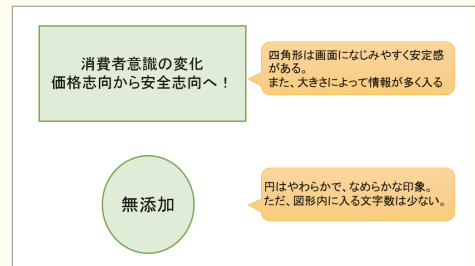 消費者意識の変化
価格志向から安全志向へ！
四角形は画面になじみやすく安定感
がある。
また、大きさによって情報が多く入る
無添加
円はやわらかで、なめらかな印象。
ただ、図形内に入る文字数は少ない。